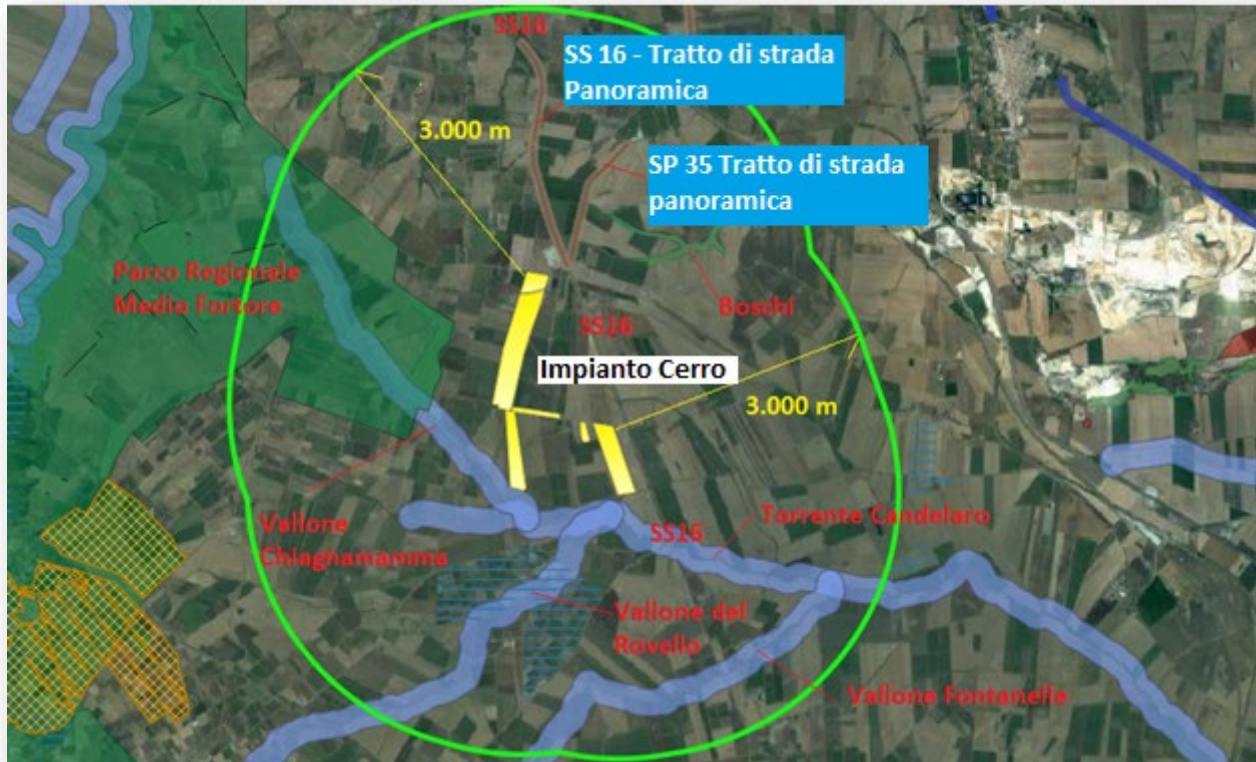 SS16
SS 16 - Tratto di strada
Panoramica
3.000 m
SP 35 Tratto di strada
panoramica
Parco Regionale
Medio Fortore
Boschi
SS16
Impianto Cerro
3.000 m
Vallone
Chiaghamamma
SS16
Torrente Candelaro
Vallone del
Rovello
Vallone Fontanelle